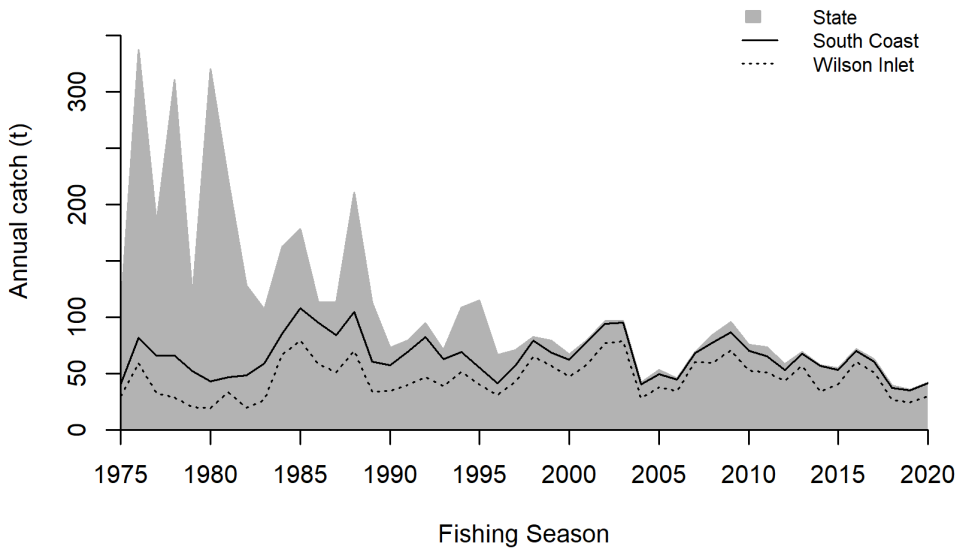 State
South Coast
Wilson Inlet
Annual catch (t)
300
200
100
50
0
1975 1980 1985 1990 1995 2000 2005 2010 2015 2020
Fishing Season